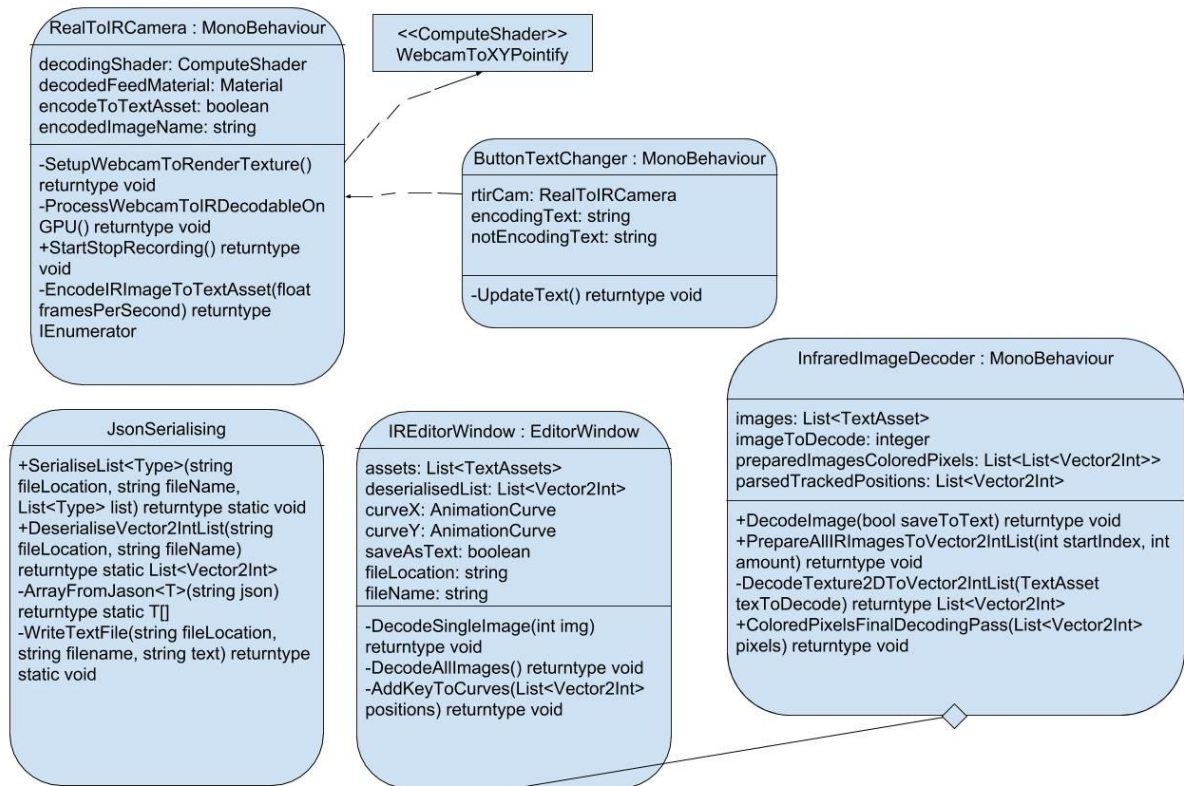 RealToIRCamera : MonoBehaviour
decodingShader: ComputeShader
decodedFeedMaterial: Material
encodeToTextAsset: boolean
encodedImageName: string
-SetupWebcamToRenderTexture()
returntype void
-ProcessWebcamToIRDecodableOn
GPU() returntype void
+StartStopRecording() returntype
void
-EncodeIRImageToTextAsset(float
framesPerSecond) returntype
IEnumerator
<<ComputeShader>>
WebcamToXYPointify
ButtonTextChanger : MonoBehaviour
rtirCam: RealToIRCamera
encodingText: string
notEncodingText: string
-UpdateText() returntype void
JsonSerialising
+SerialiseList<Type>(string
fileLocation, string fileName,
List<Type> list) returntype static void
+DeserialiseVector2IntList(string
fileLocation, string fileName)
returntype static List<Vector2Int>
-ArrayFromJason<T>(string json)
returntype static T[]
-WriteTextFile(string fileLocation,
string filename, string text) returntype
static void
IREditorWindow : EditorWindow
assets: List<TextAssets>
deserialisedList: List<Vector2Int>
curveX: AnimationCurve
curveY: AnimationCurve
saveAsText: boolean
fileLocation: string
fileName: string
-DecodeSingleImage(int img)
returntype void
-DecodeAllImages() returntype void
-AddKeyToCurves(List<Vector2Int>
positions) returntype void
InfraredImageDecoder : MonoBehaviour
images: List<TextAsset>
imageToDecode: integer
preparedImagesColoredPixels: List<List<Vector2Int>>
parsedTrackedPositions: List<Vector2Int>
+DecodeImage(bool saveToText) returntype void
+PrepareAllIRImagesToVector2IntList(int startIndex, int
amount) returntype void
-DecodeTexture2DToVector2IntList(TextAsset
texToDecode) returntype List<Vector2Int>
+ColoredPixelsFinalDecodingPass(List<Vector2Int>
pixels) returntype void